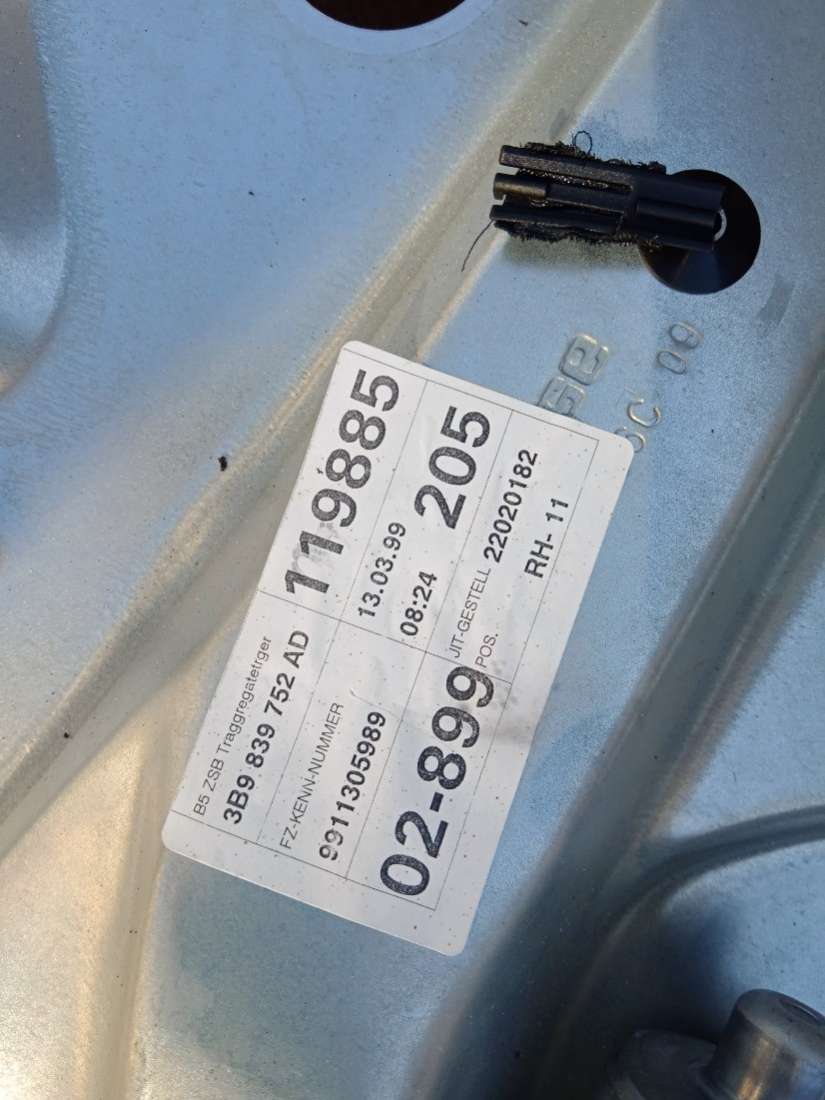 B5 ZSB Traggregatetrger
3B9 839 752 AD
119885
FZ-KENN-NUMMER
9911305989
13.03.99
08:24
205
02-899
JIT-GESTELL 22020182
POS.
RH- 11
09